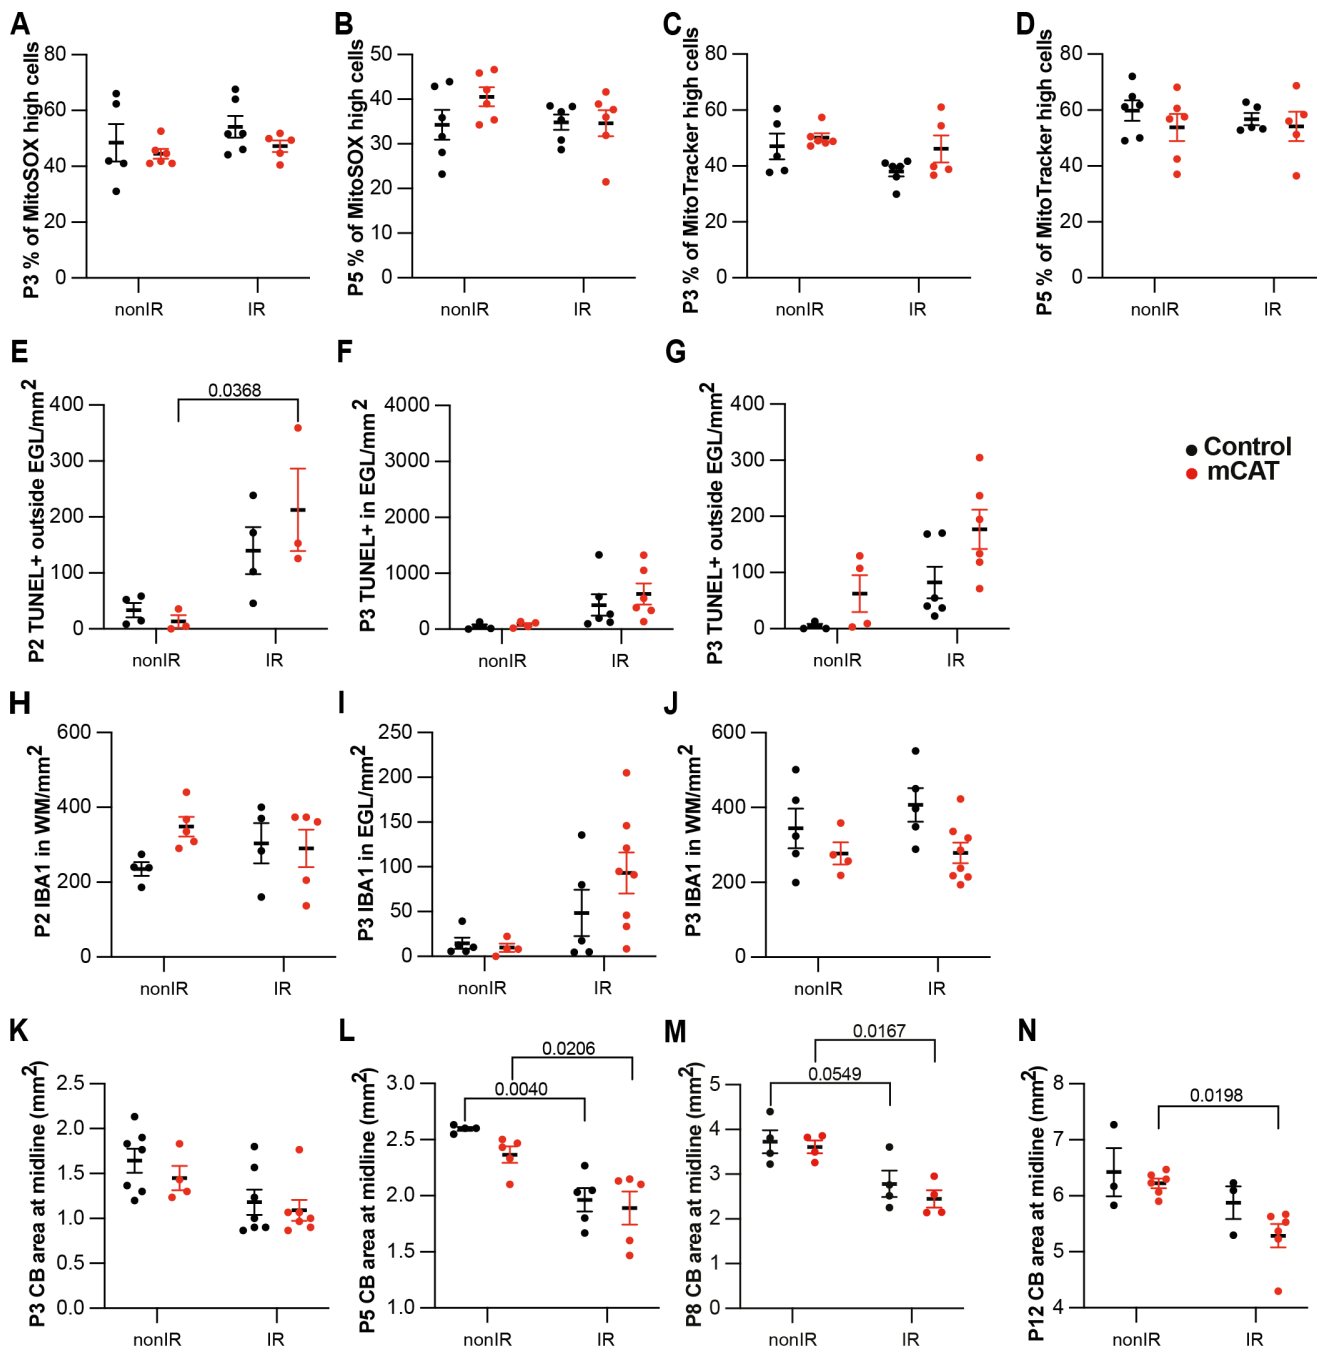 A
P3 % of MitoSOX high cells
80
60
40
20
0
nonIR
IR
B
P5 % of MitoSOX high cells
50
40
30
20
10
0
nonIR
IR
C
P3 % of MitoTracker high cells
80
60
40
20
0
nonIR
IR
D
P5 % of MitoTracker high cells
80
60
40
20
0
nonIR
IR
E
P2 TUNEL+ outside EGL/mm²
400
300
200
100
0
0.0368
nonIR
IR
F
P3 TUNEL+ in EGL/mm²
4000
3000
2000
1000
0
nonIR
IR
G
P3 TUNEL+ outside EGL/mm²
400
300
200
100
0
nonIR
IR
Control
mCAT
H
P2 IBA1 in WM/mm²
600
400
200
0
nonIR
IR
I
P3 IBA1 in EGL/mm²
250
200
150
100
50
0
nonIR
IR
J
P3 IBA1 in WM/mm²
600
400
200
0
nonIR
IR
K
P3 CB area at midline (mm²)
2.5
2.0
1.5
1.0
0.5
0.0
nonIR
IR
L
P5 CB area at midline (mm²)
3.0
2.5
2.0
1.5
1.0
0.0206
0.0040
nonIR
IR
M
P8 CB area at midline (mm²)
5
4
3
2
1
0
0.0167
0.0549
nonIR
IR
N
P12 CB area at midline (mm²)
8
7
6
5
4
0.0198
nonIR
IR